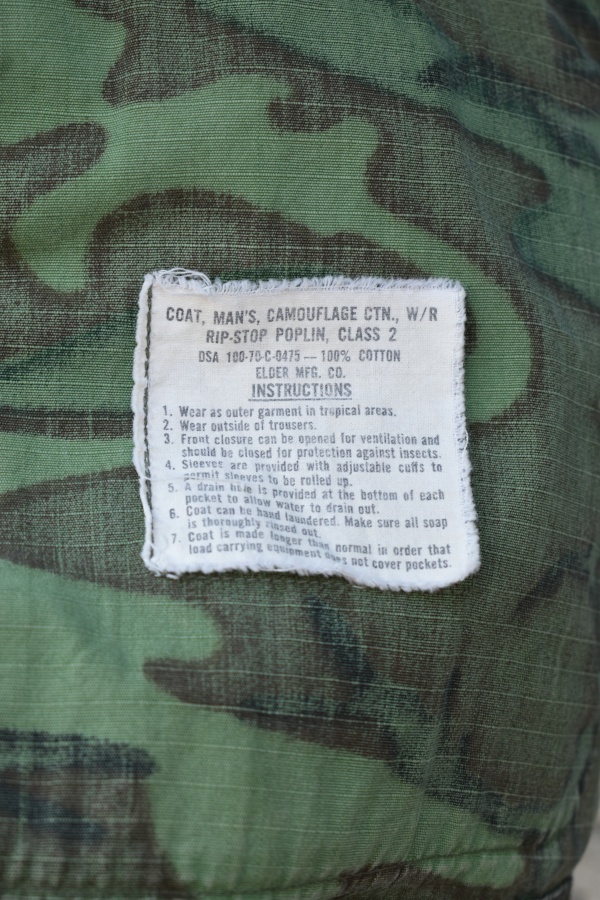 COAT, MAN'S, CAMOUFLAGE CTN., W/R
RIP-STOP POPLIN, CLASS 2
DSA 100-70-C-0475 — 100% COTTON
ELDER MFG. CO.
INSTRUCTIONS
1. Wear as outer garment in tropical areas.
2. Wear outside of trousers.
3. Front closure can be opened for ventilation and
should be closed for protection against insects.
4. Sleeves are provided with adjustable cuffs to
permit sleeves to be rolled up.
5. A drain hole is provided at the bottom of each
pocket to allow water to drain out.
6. Coat can be hand laundered. Make sure all soap
is thoroughly rinsed out.
7. Coat is made longer than normal in order that
load carrying equipment does not cover pockets.